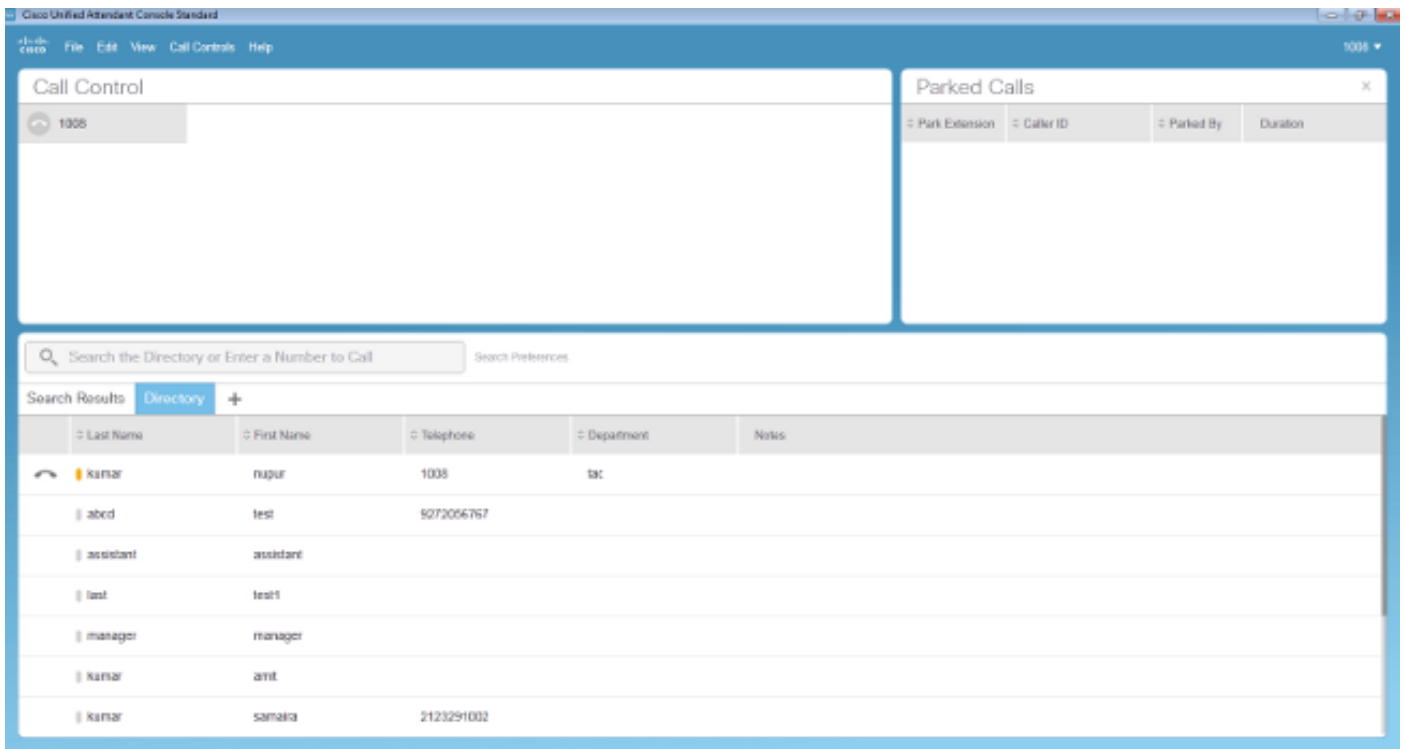 Cisco Unified Attendant Console Standard
cisco File Edit View Call Controls Help 1008
Call Control
Parked Calls
1008
Park Extension Caller ID Parked By Duration
Search the Directory or Enter a Number to Call Search Preferences
Search Results Directory +
Last Name First Name Telephone Department Notes
kumar nupur 1008 tac
abcd test 9272056767
assistant assistant
last test1
manager manager
kumar amit
kumar samaira 2123291002